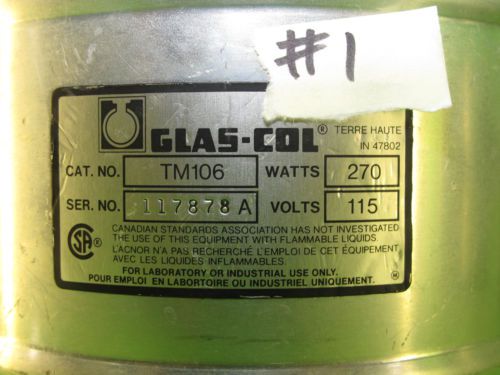 #1
GLAS-COL® TERRE HAUTE
IN 47802
CAT. NO. TM106 WATTS 270
SER. NO. 117878 A VOLTS 115
CANADIAN STANDARDS ASSOCIATION HAS NOT INVESTIGATED
THE USE OF THIS EQUIPMENT WITH FLAMMABLE LIQUIDS.
L'ACNOR N'A PAS RECHERCHÉ L'EMPLOI DE CET ÉQUIPEMENT
AVEC LES LIQUIDES INFLAMMABLES.
FOR LABORATORY OR INDUSTRIAL USE ONLY.
POUR EMPLOI EN LABORTOIRE OU INDUSTRIEL UNIQUEMENT.